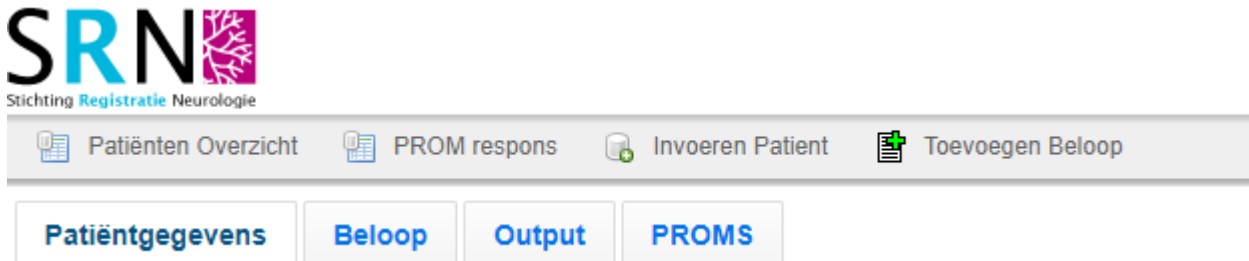 SRN
Stichting Registratie Neurologie
Patiënten Overzicht PROM respons Invoeren Patient Toevoegen Beloop
Patiëntgegevens Beloop Output PROMS